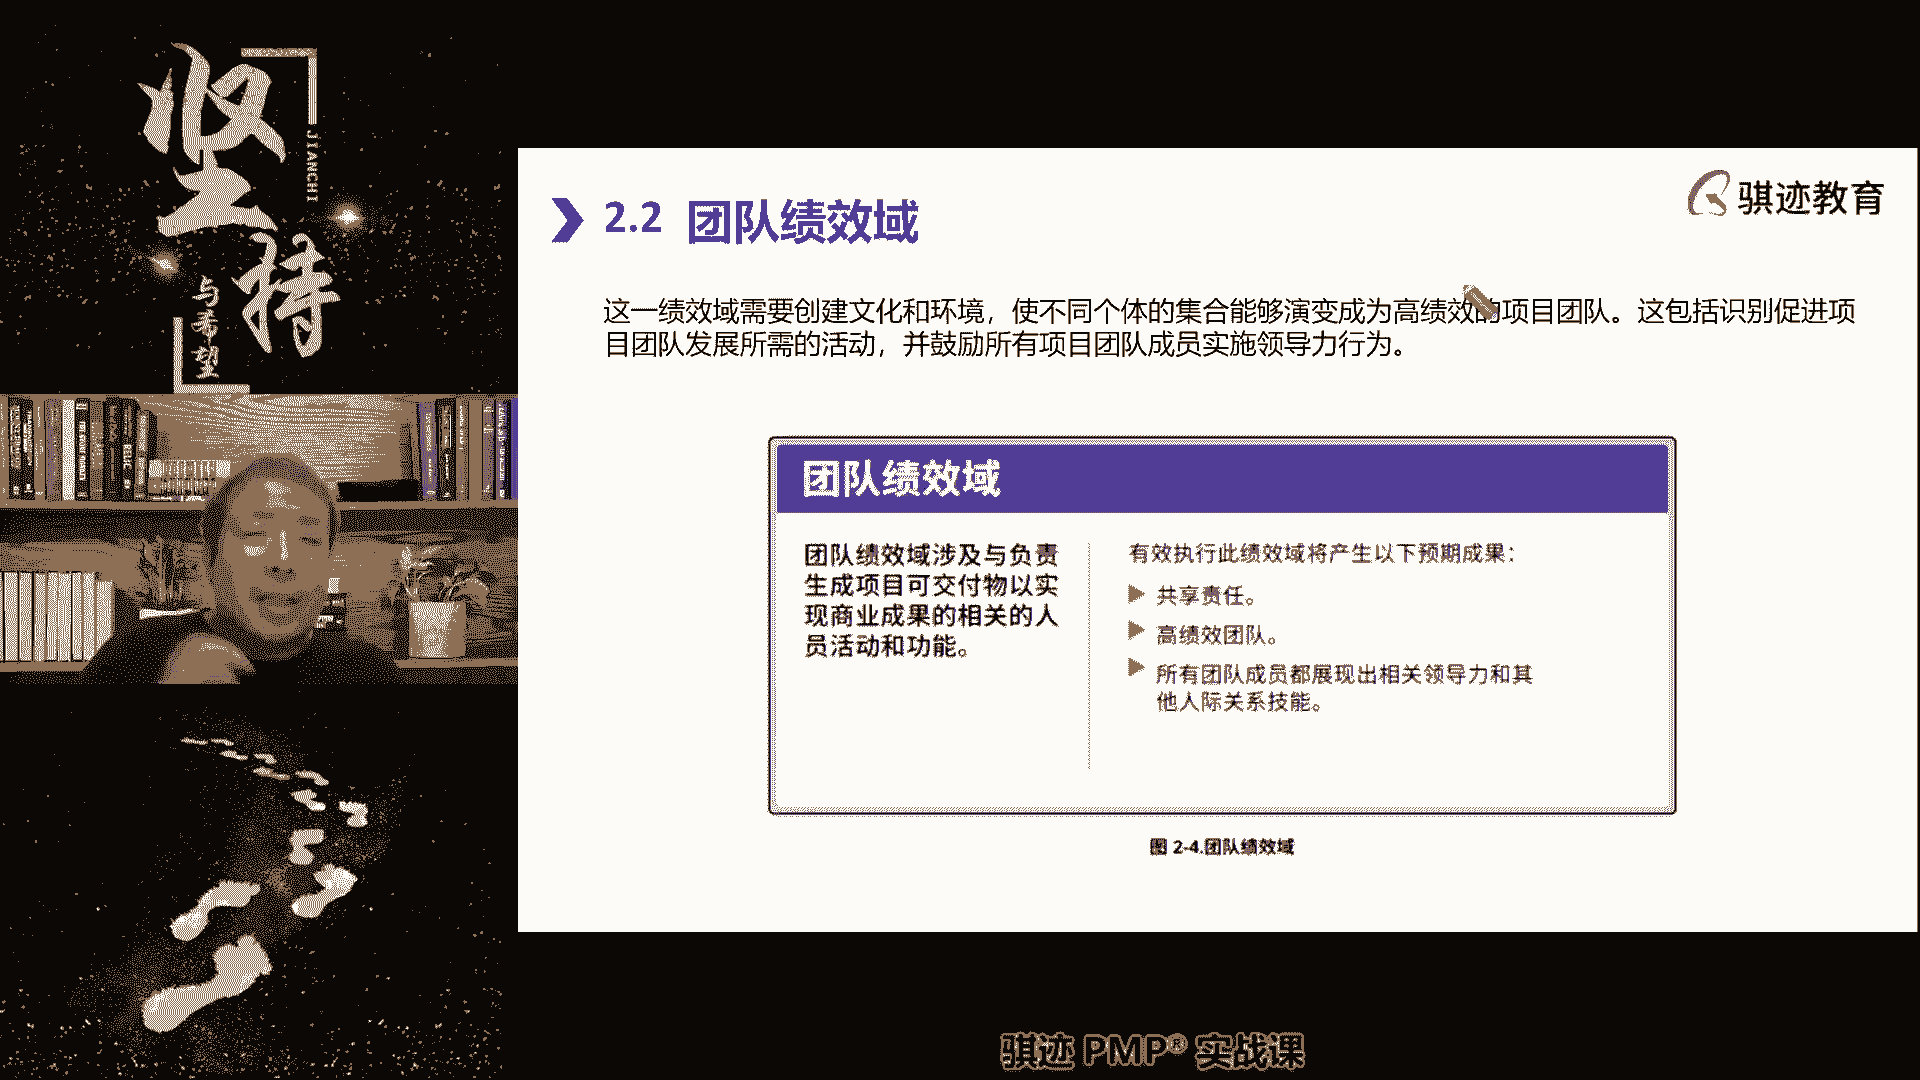 坚持
JIANCHI
与希望
骐迹教育
2.2 团队绩效域
这一绩效域需要创建文化和环境，使不同个体的集合能够演变成为高绩效的项目团队。这包括识别促进项
目团队发展所需的活动，并鼓励所有项目团队成员实施领导力行为。
团队绩效域
团队绩效域涉及与负责
生成项目可交付物以实
现商业成果的相关的人
员活动和功能。
有效执行此绩效域将产生以下预期成果：
共享责任。
高绩效团队。
所有团队成员都展现出相关领导力和其
他人际关系技能。
图 2-4.团队绩效域
骐迹 PMP® 实战课